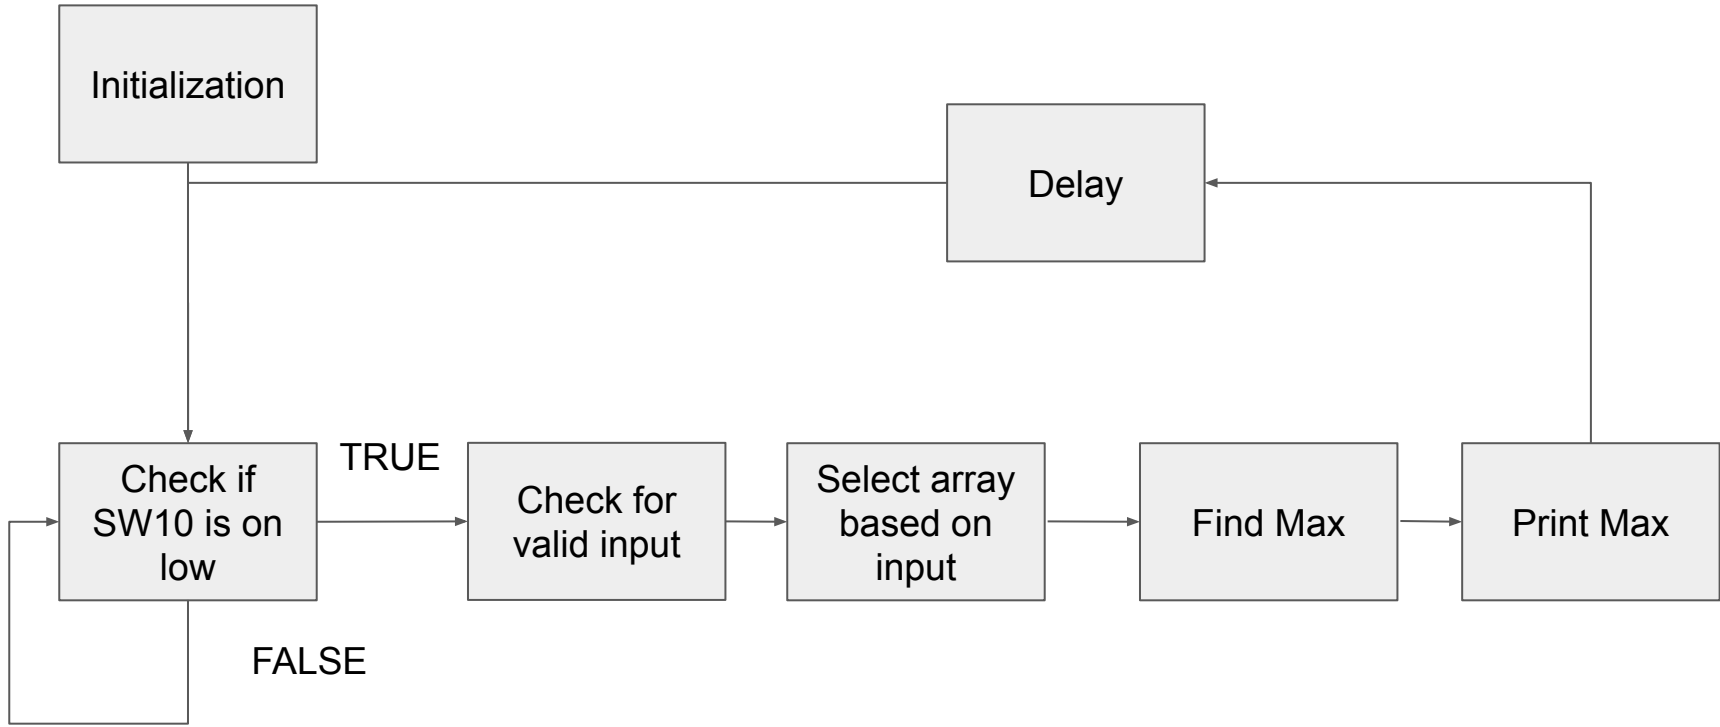 Initialization
Delay
Check if
SW10 is on
low
TRUE
Check for
valid input
Select array
based on
input
Find Max
Print Max
FALSE